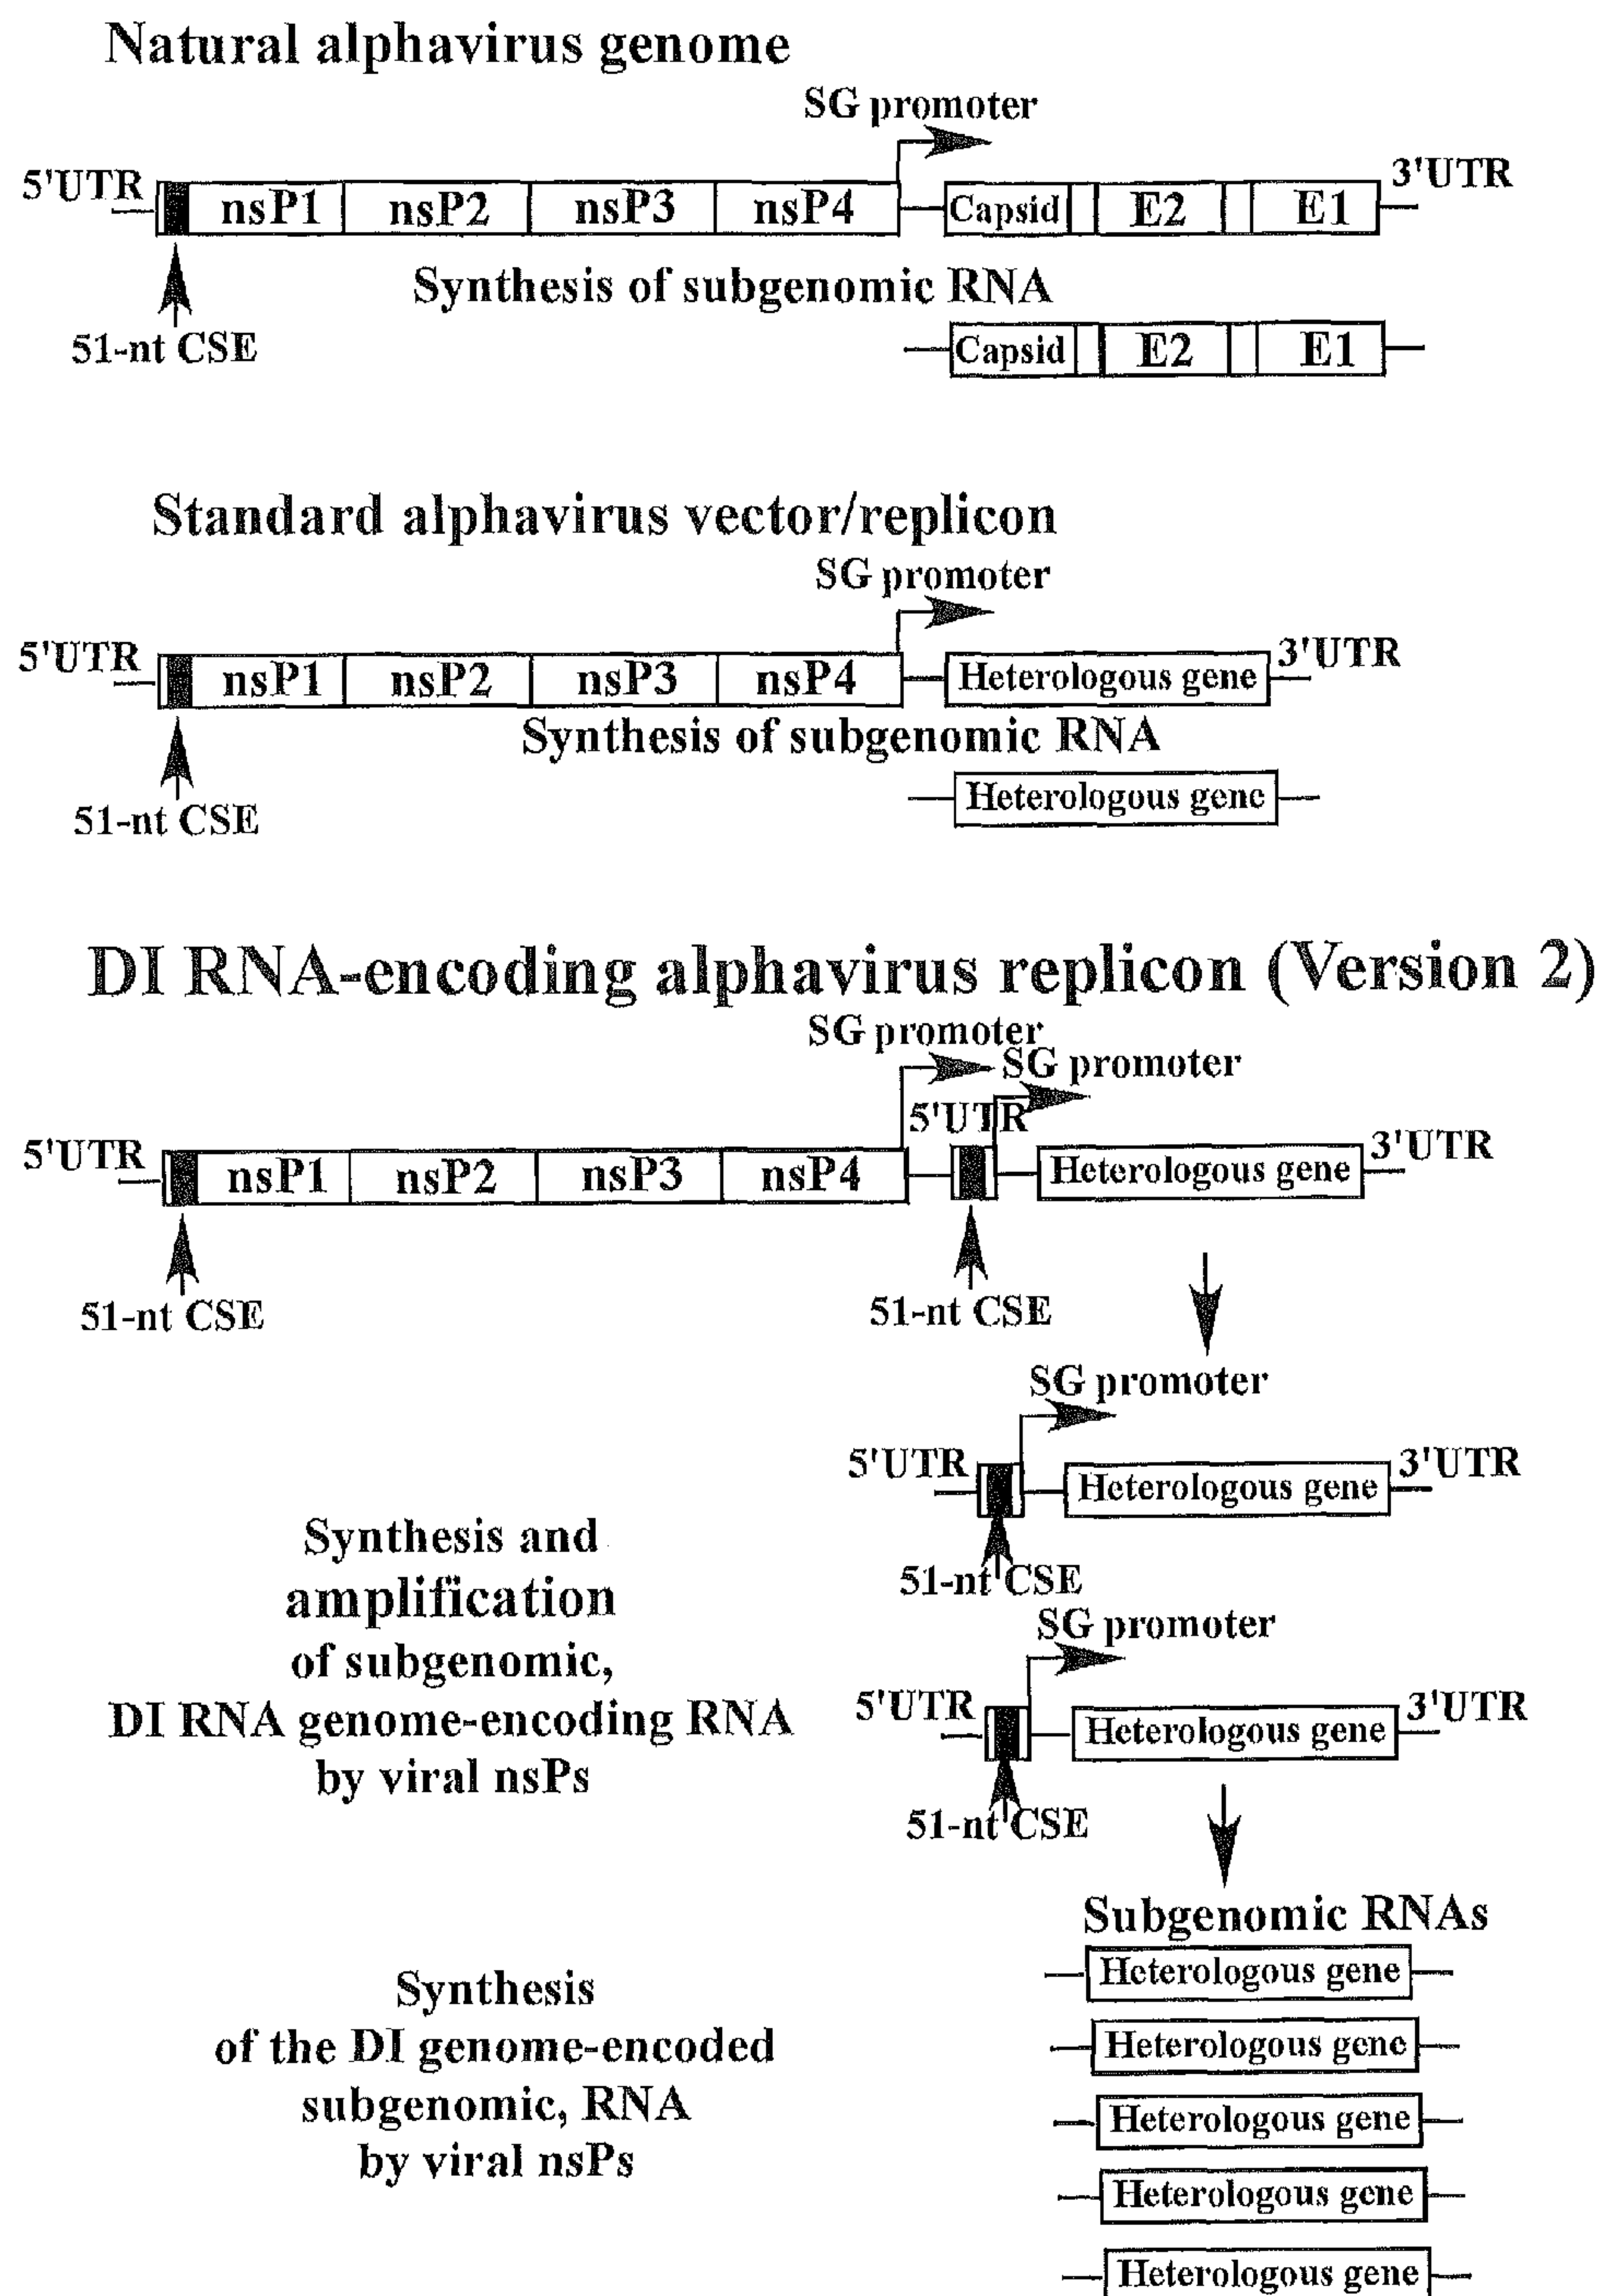 Natural alphavirus genome
SG promoter
5'UTR nsP1 nsP2 nsP3 nsP4 Capsid E2 E1 3'UTR
Synthesis of subgenomic RNA
51-nt CSE
Capsid E2 E1
Standard alphavirus vector/replicon
SG promoter
5'UTR nsP1 nsP2 nsP3 nsP4 Heterologous gene 3'UTR
Synthesis of subgenomic RNA
Heterologous gene
51-nt CSE
DI RNA-encoding alphavirus replicon (Version 2)
SG promoter
SG promoter
5'UTR
5'UTR nsP1 nsP2 nsP3 nsP4 Heterologous gene 3'UTR
51-nt CSE 51-nt CSE
SG promoter
5'UTR Heterologous gene 3'UTR
51-nt CSE
SG promoter
5'UTR Heterologous gene 3'UTR
51-nt CSE
Synthesis and
amplification
of subgenomic,
DI RNA genome-encoding RNA
by viral nsPs
Subgenomic RNAs
Heterologous gene
Heterologous gene
Heterologous gene
Heterologous gene
Heterologous gene
Synthesis
of the DI genome-encoded
subgenomic, RNA
by viral nsPs